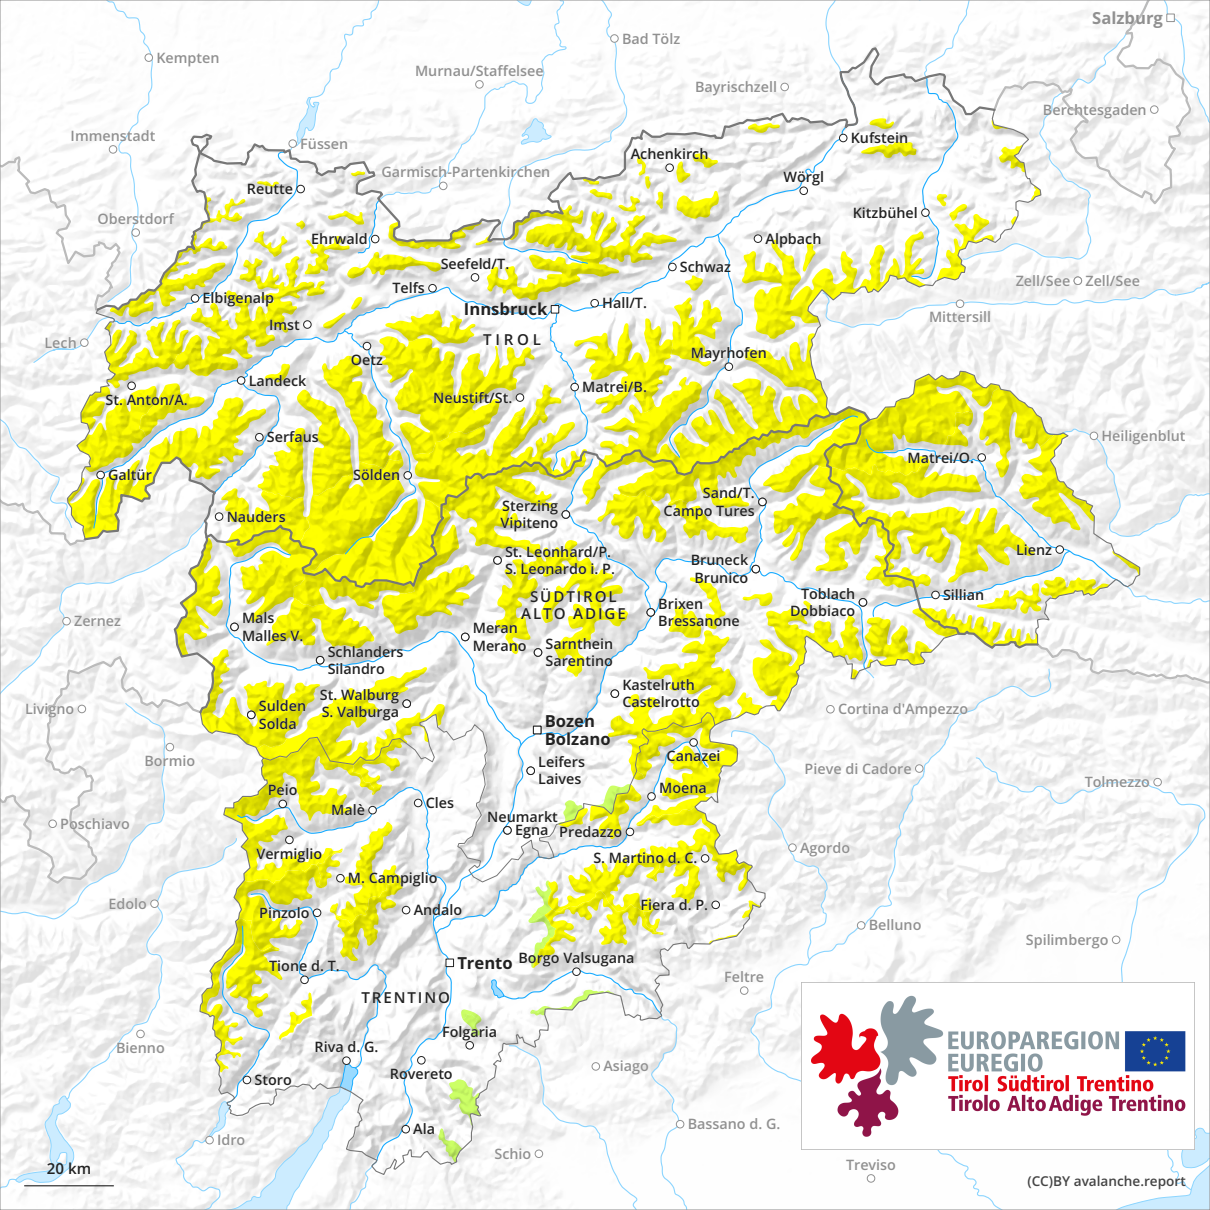 Salzburg
Bad Tölz
Kempten
Murnau/Staffelsee
Bayrischzell
Berchtesgaden
Immenstadt
Füssen
Kufstein
Achenkirch
Garmisch-Partenkirchen
Wörgl
Reutte
Oberstdorf
Kitzbühel
Ehrwald
Alpbach
Seefeld/T.
Schwaz
Zell/See
Zell/See
Telfs
Elbigenalp
Hall/T.
Innsbruck
Mittersill
Imst
Lech
TIROL
Oetz
Mayrhofen
Landeck
Matrei/B.
St. Anton/A.
Neustift/St.
Serfaus
Heiligenblut
Matrei/O.
Galtür
Sölden
Sand/T.
Campo Tures
Sterzing
Vipiteno
Nauders
St. Leonhard/P.
S. Leonardo i. P.
Lienz
Bruneck
Brunico
SÜDTIROL
ALTO ADIGE
Toblach
Dobbiaco
Sillian
Brixen
Bressanone
Zernez
Mals
Malles V.
Meran
Merano
Sarnthein
Sarentino
Schlanders
Silandro
Kastelruth
Castelrotto
St. Walburg
S. Valburga
Sulden
Solda
Livigno
Cortina d'Ampezzo
Bozen
Bolzano
Bormio
Canazei
Leifers
Laives
Pieve di Cadore
Tolmezzo
Peio
Moena
Malè
Cles
Neumarkt
Egna
Predazzo
Poschiavo
Vermiglio
Agordo
S. Martino d. C.
M. Campiglio
Edolo
Pinzolo
Andalo
Fiera d. P.
Belluno
Spilimbergo
Trento
Borgo Valsugana
Tione d. T.
Feltre
TRENTINO
Folgaria
Bienno
Riva d. G.
EUROPAREGION
EUREGIO
Tirol Südtirol Trentino
Tirolo Alto Adige Trentino
Asiago
Rovereto
Storo
Bassano d. G.
Ala
Idro
Schio
Treviso
20 km
(CC)BY avalanche.report